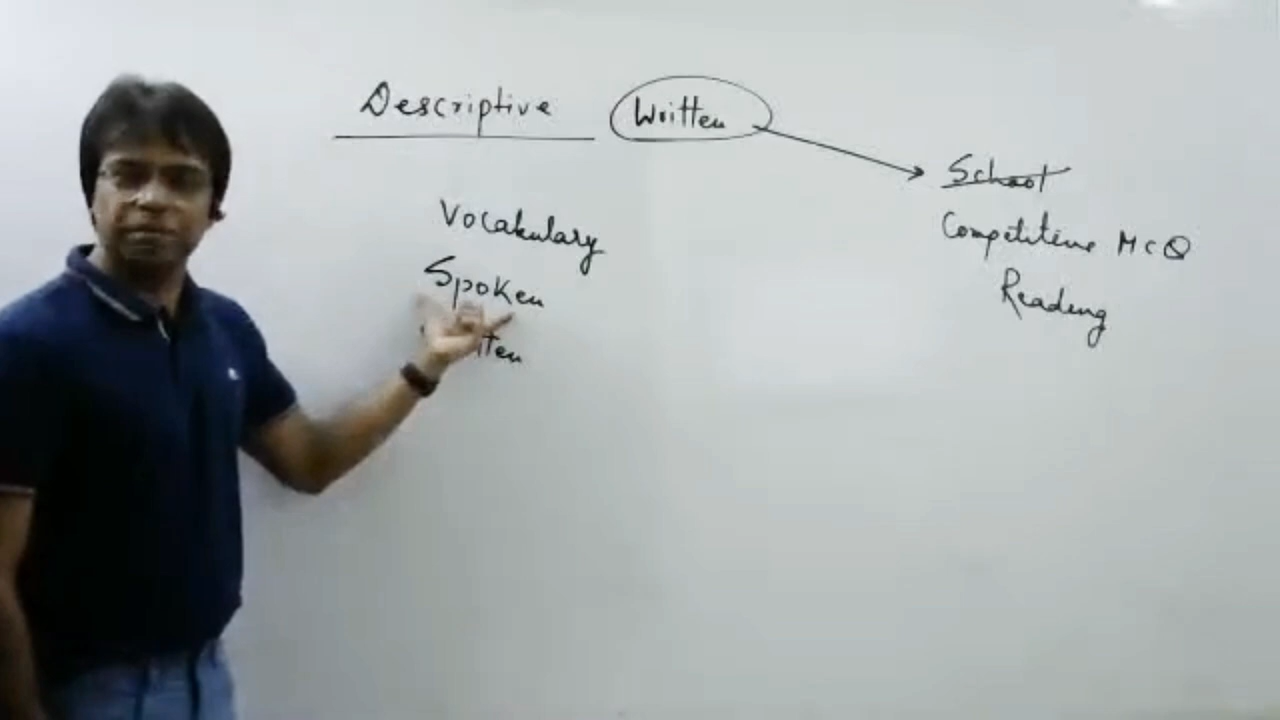 Descriptive Written
School
Competitive MCQ
Reading
Vocabulary
Spoken